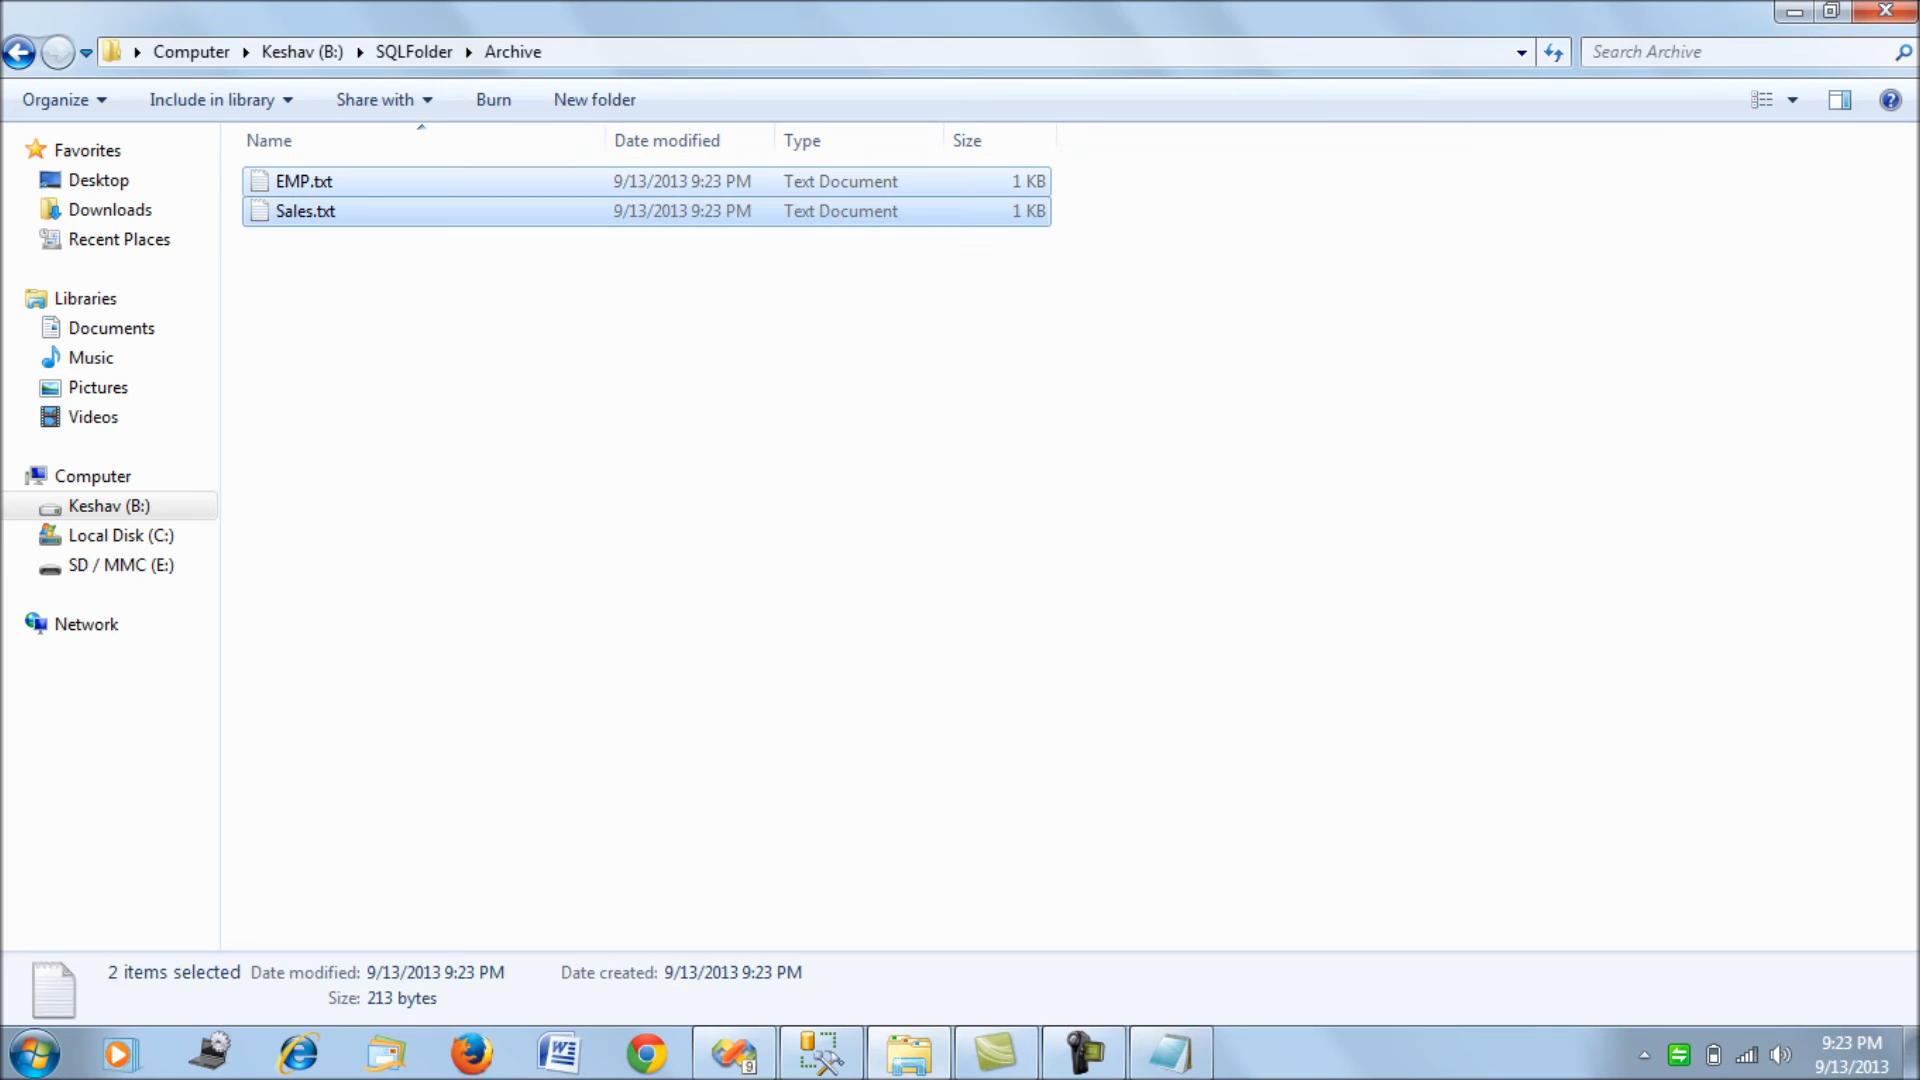 Computer Keshav (B:) SQLFolder Archive Search Archive
Organize Include in library Share with Burn New folder
Name Date modified Type Size
EMP.txt 9/13/2013 9:23 PM Text Document 1 KB
Sales.txt 9/13/2013 9:23 PM Text Document 1 KB
Favorites
Desktop
Downloads
Recent Places
Libraries
Documents
Music
Pictures
Videos
Computer
Keshav (B:)
Local Disk (C:)
SD / MMC (E:)
Network
2 items selected Date modified: 9/13/2013 9:23 PM Date created: 9/13/2013 9:23 PM
Size: 213 bytes
9
9:23 PM
9/13/2013